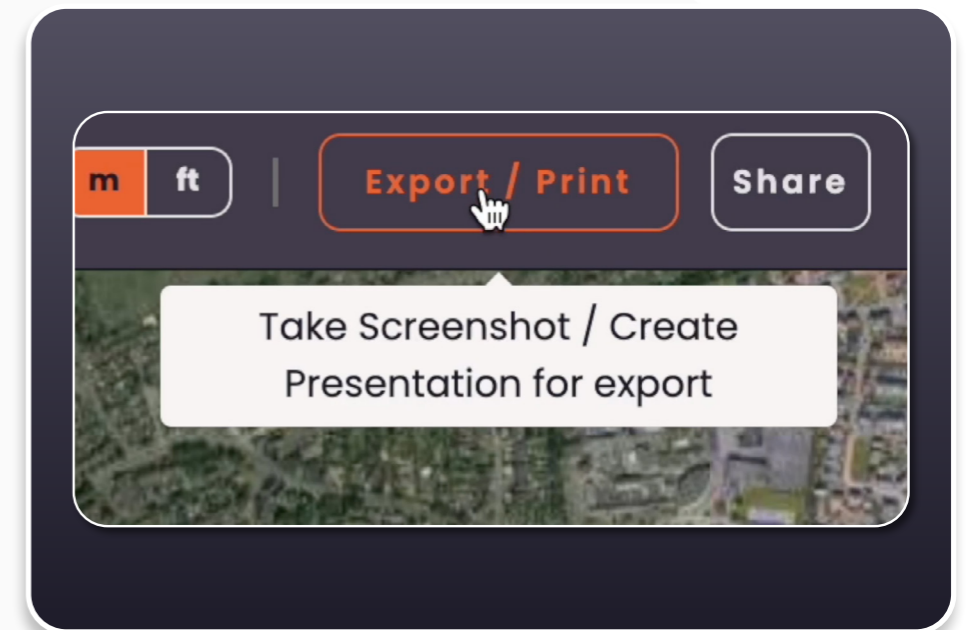 m ft | Export / Print Share
Take Screenshot / Create
Presentation for export